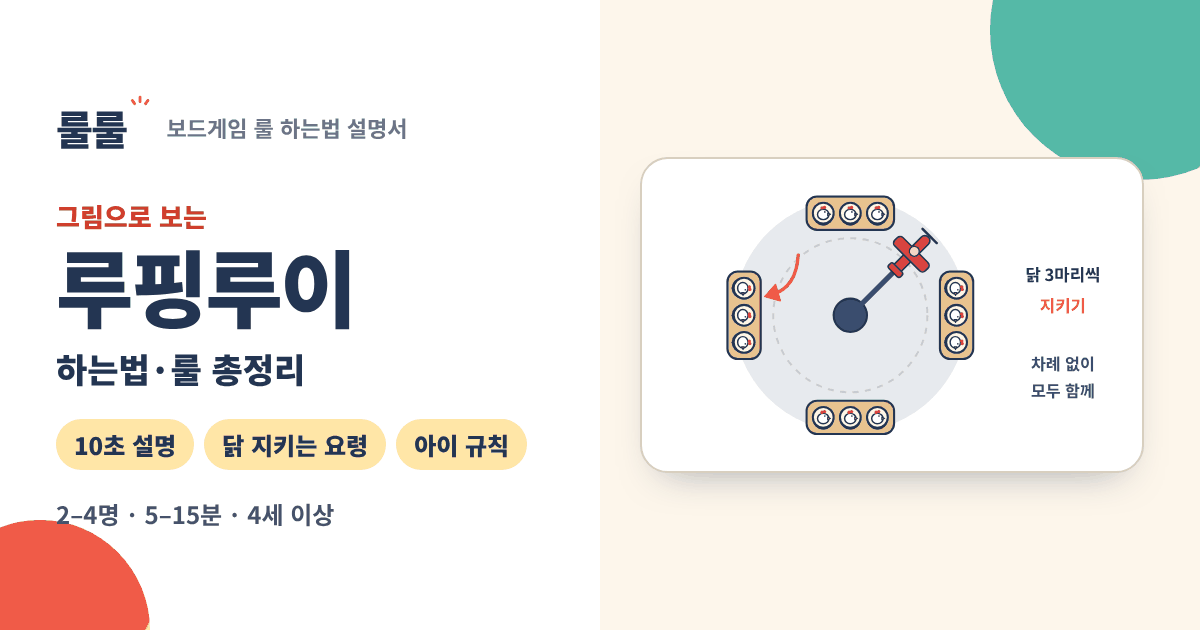 룰룰 보드게임 룰 하는법 설명서
그림으로 보는
루핑루이
하는법·룰 총정리
10초 설명 닭 지키는 요령 아이 규칙
2–4명 · 5–15분 · 4세 이상
닭 3마리씩
지키기
차례 없이
모두 함께